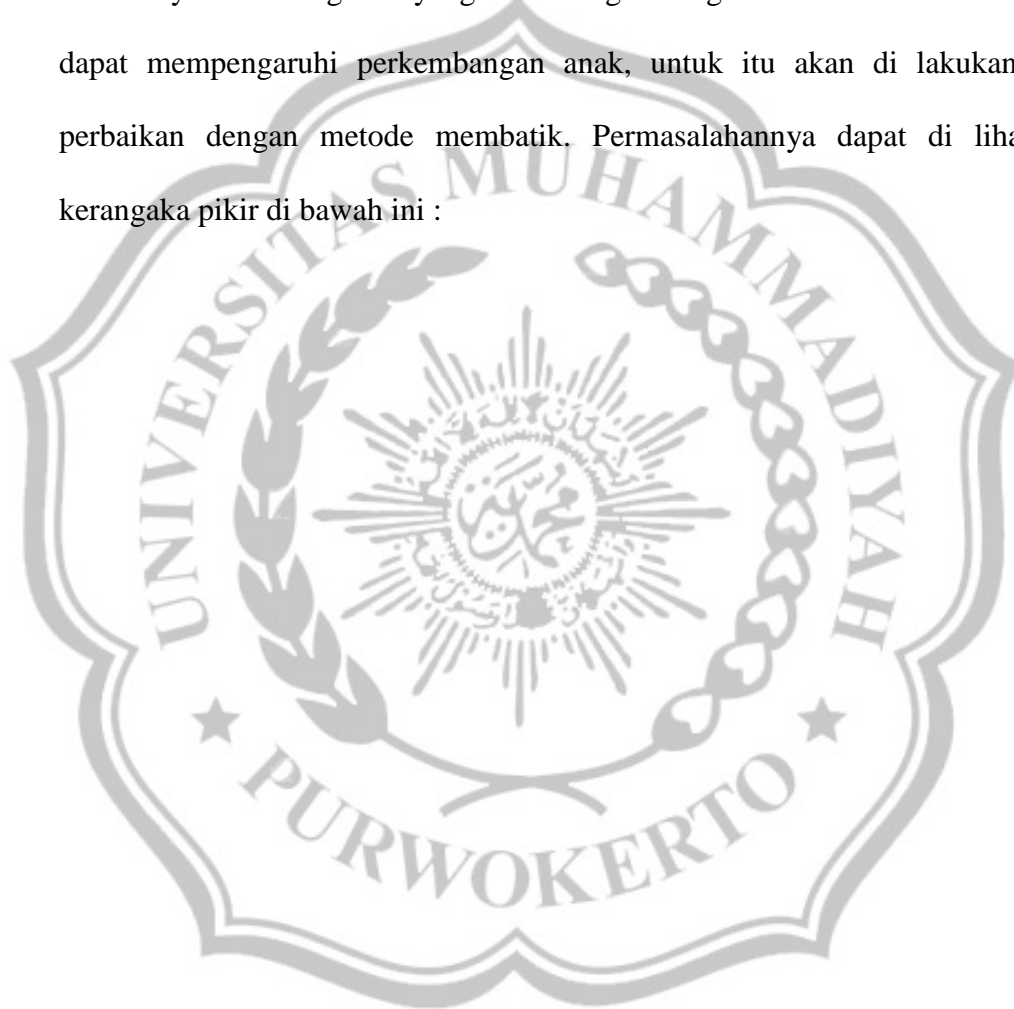 dapat mempengaruhi perkembangan anak, untuk itu akan di lakukan
perbaikan dengan metode membatik. Permasalahannya dapat di liha
kerangaka pikir di bawah ini :
UNIVERSITAS MUHAMMADIYAH
PURWOKERTO